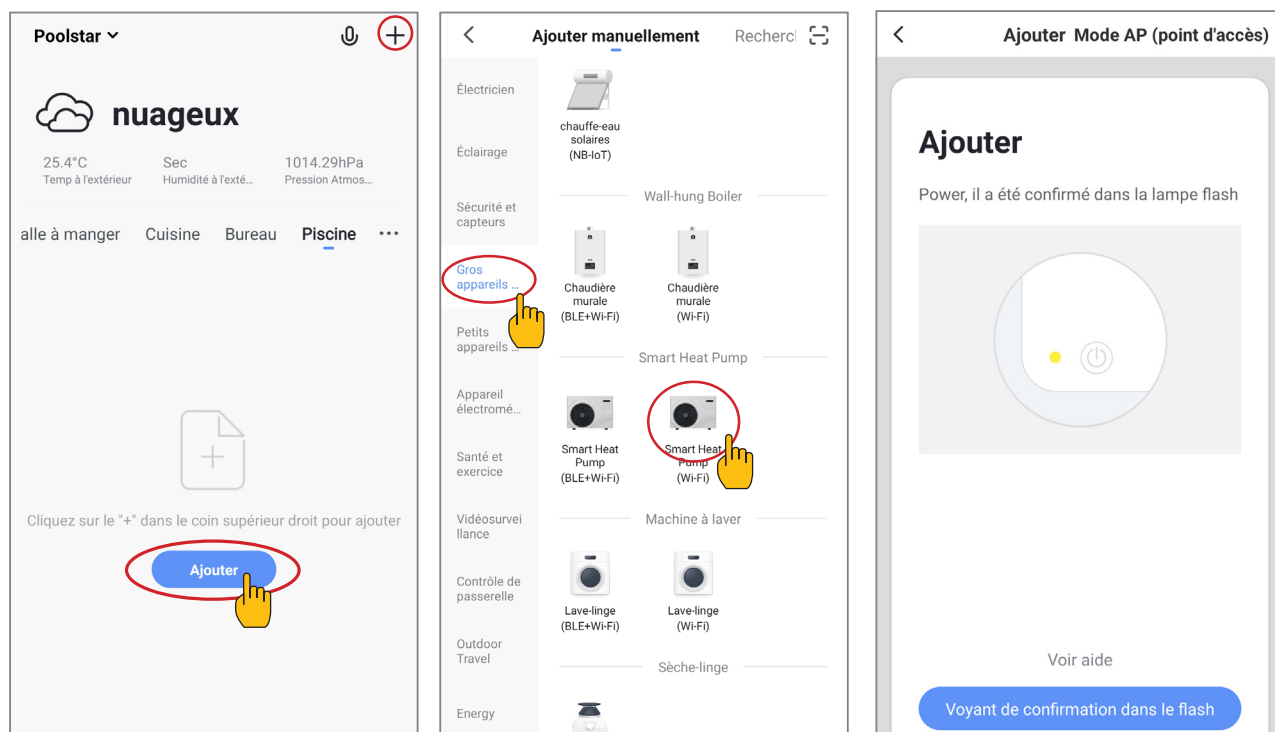 Poolstar
nuageux
25.4°C
Sec
1014.29hPa
Temp à l'extérieur
Humidité à l'exté...
Pression Atmos...
alle à manger
Cuisine
Bureau
Piscine
Cliquez sur le "+" dans le coin supérieur droit pour ajouter
Ajouter
Ajouter manuellement
Recherc
Électricien
Éclairage
Sécurité et
capteurs
Gros
appareils ...
Petits
appareils ...
Appareil
électromé...
Santé et
exercice
Vidéosurvei
llance
Contrôle de
passerelle
Outdoor
Travel
Energy
chauffe-eau
solaires
(NB-IoT)
Wall-hung Boiler
Chaudière
murale
(BLE+Wi-Fi)
Chaudière
murale
(Wi-Fi)
Smart Heat Pump
Smart Heat
Pump
(BLE+Wi-Fi)
Smart Heat
Pump
(Wi-Fi)
Machine à laver
Lave-linge
(BLE+Wi-Fi)
Lave-linge
(Wi-Fi)
Sèche-linge
Ajouter Mode AP (point d'accès)
Ajouter
Power, il a été confirmé dans la lampe flash
Voir aide
Voyant de confirmation dans le flash